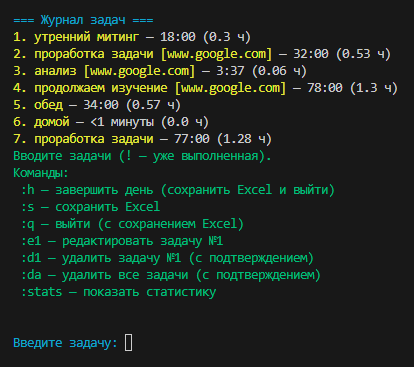 === Журнал задач ===
1. утренний митинг — 18:00 (0.3 ч)
2. проработка задачи [www.google.com] — 32:00 (0.53 ч)
3. анализ [www.google.com] — 3:37 (0.06 ч)
4. продолжаем изучение [www.google.com] — 78:00 (1.3 ч)
5. обед — 34:00 (0.57 ч)
6. домой — <1 минуты (0.0 ч)
7. проработка задачи — 77:00 (1.28 ч)
Вводите задачи (! — уже выполненная).
Команды:
:h — завершить день (сохранить Excel и выйти)
:s — сохранить Excel
:q — выйти (с сохранением Excel)
:e1 — редактировать задачу №1
:d1 — удалить задачу №1 (с подтверждением)
:da — удалить все задачи (с подтверждением)
:stats — показать статистику
Введите задачу: